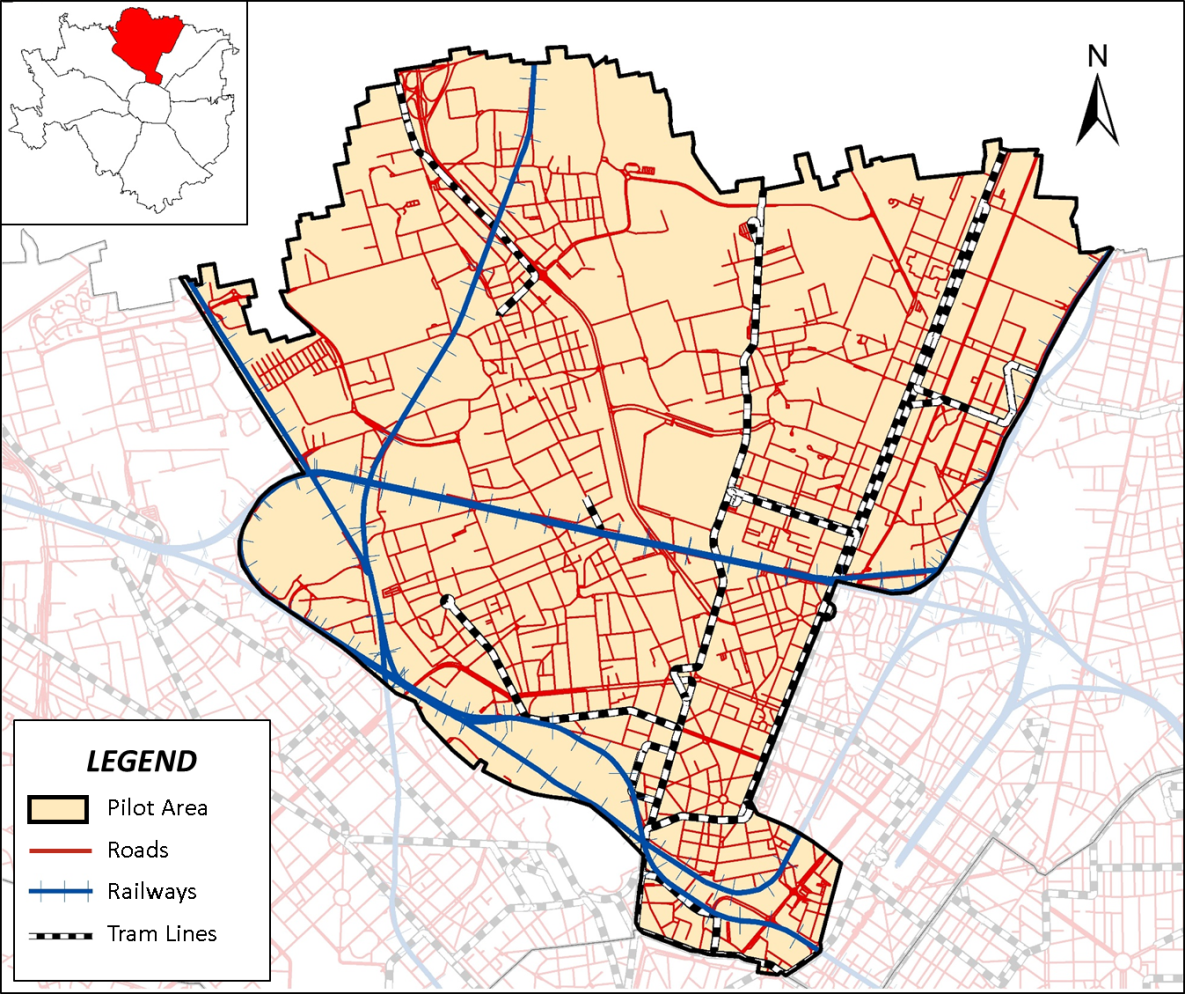 N
LEGEND
Pilot Area
Roads
Railways
Tram Lines